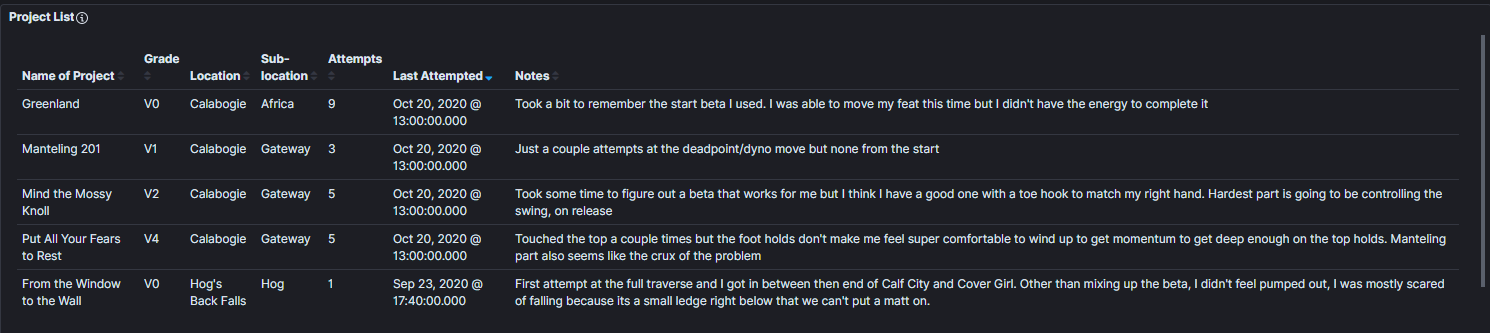 Project List
Grade Sub- Attempts
Name of Project Location location Last Attempted Notes
Greenland V0 Calabogie Africa 9 Oct 20, 2020 @ Took a bit to remember the start beta I used. I was able to move my feat this time but I didn't have the energy to complete it
13:00:00.000
Manteling 201 V1 Calabogie Gateway 3 Oct 20, 2020 @ Just a couple attempts at the deadpoint/dyno move but none from the start
13:00:00.000
Mind the Mossy V2 Calabogie Gateway 5 Oct 20, 2020 @ Took some time to figure out a beta that works for me but I think I have a good one with a toe hook to match my right hand. Hardest part is going to be controlling the
Knoll 13:00:00.000 swing, on release
Put All Your Fears V4 Calabogie Gateway 5 Oct 20, 2020 @ Touched the top a couple times but the foot holds don't make me feel super comfortable to wind up to get momentum to get deep enough on the top holds. Manteling
to Rest 13:00:00.000 part also seems like the crux of the problem
From the Window V0 Hog's Hog 1 Sep 23, 2020 @ First attempt at the full traverse and I got in between then end of Calf City and Cover Girl. Other than mixing up the beta, I didn't feel pumped out, I was mostly scared
to the Wall Back Falls 17:40:00.000 of falling because its a small ledge right below that we can't put a matt on.